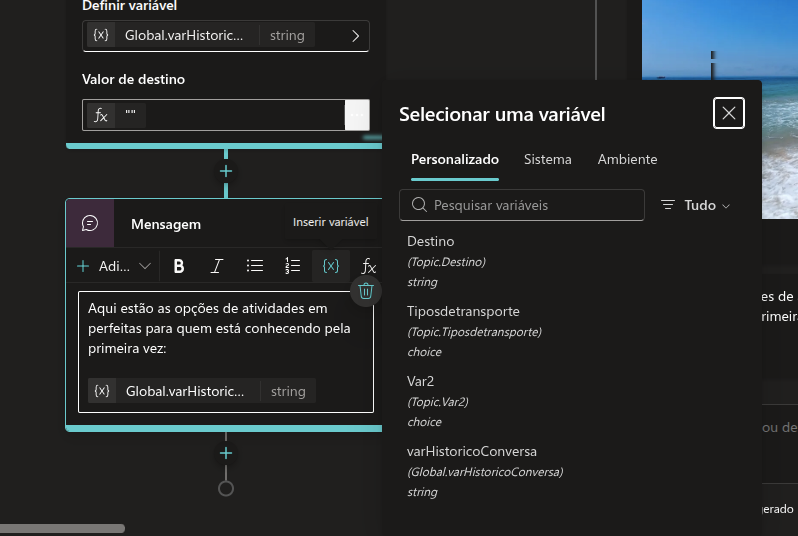 Definir variável
{x} Global.varHistoric... string
Valor de destino
fx ""
Mensagem
Inserir variável
Adi...
B I {x} fx
Aqui estão as opções de atividades em
perfeitas para quem está conhecendo pela
primeira vez:
{x} Global.varHistoric... string
Selecionar uma variável
Personalizado Sistema Ambiente
Pesquisar variáveis Tudo
Destino
(Topic.Destino)
string
Tiposdetransporte
(Topic.Tiposdetransporte)
choice
Var2
(Topic.Var2)
choice
varHistoricoConversa
(Global.varHistoricoConversa)
string
es de
rimeira
ou de
gerado